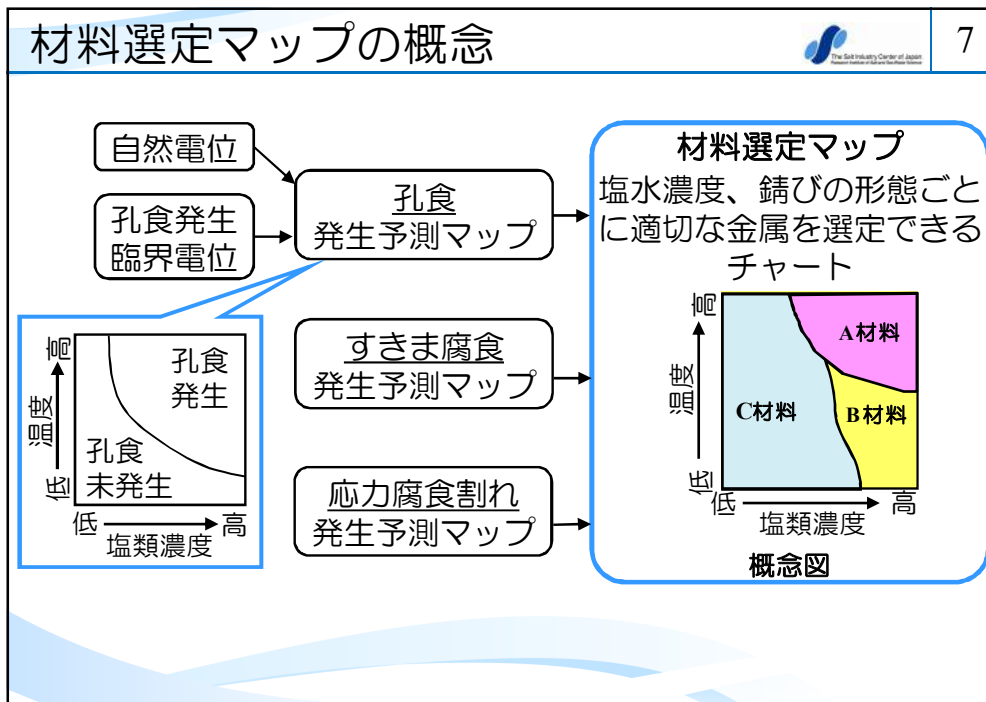 材料選定マップの概念
The Salt Industry Center of Japan
7
自然電位
孔食発生
臨界電位
孔食
発生予測マップ
すきま腐食
発生予測マップ
応力腐食割れ
発生予測マップ
高
温度
低
孔食
発生
孔食
未発生
低
高
塩類濃度
材料選定マップ
塩水濃度、錆びの形態ごと
に適切な金属を選定できる
チャート
高
温度
低
A材料
C材料
B材料
低
高
塩類濃度
概念図